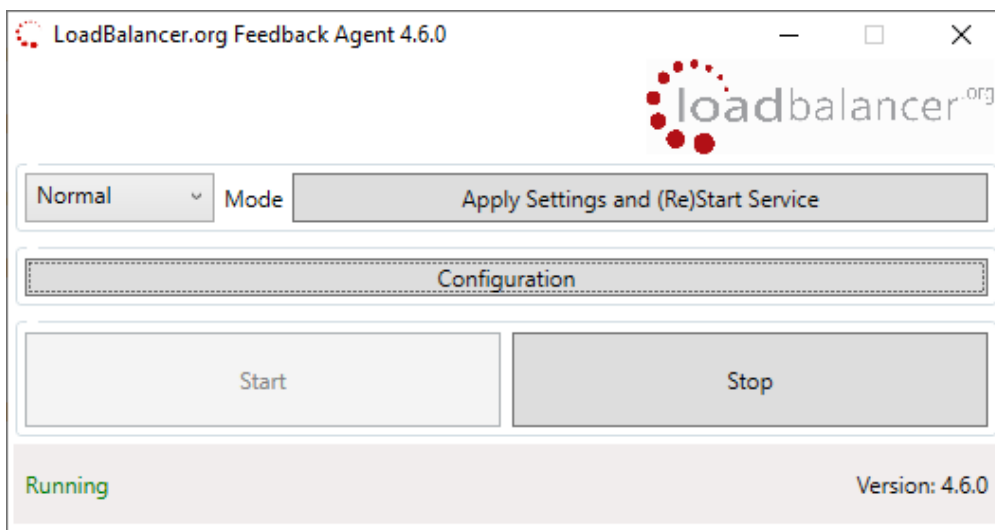 LoadBalancer.org Feedback Agent 4.6.0
loadbalancer.org
Normal Mode Apply Settings and (Re)Start Service
Configuration
Start Stop
Running Version: 4.6.0